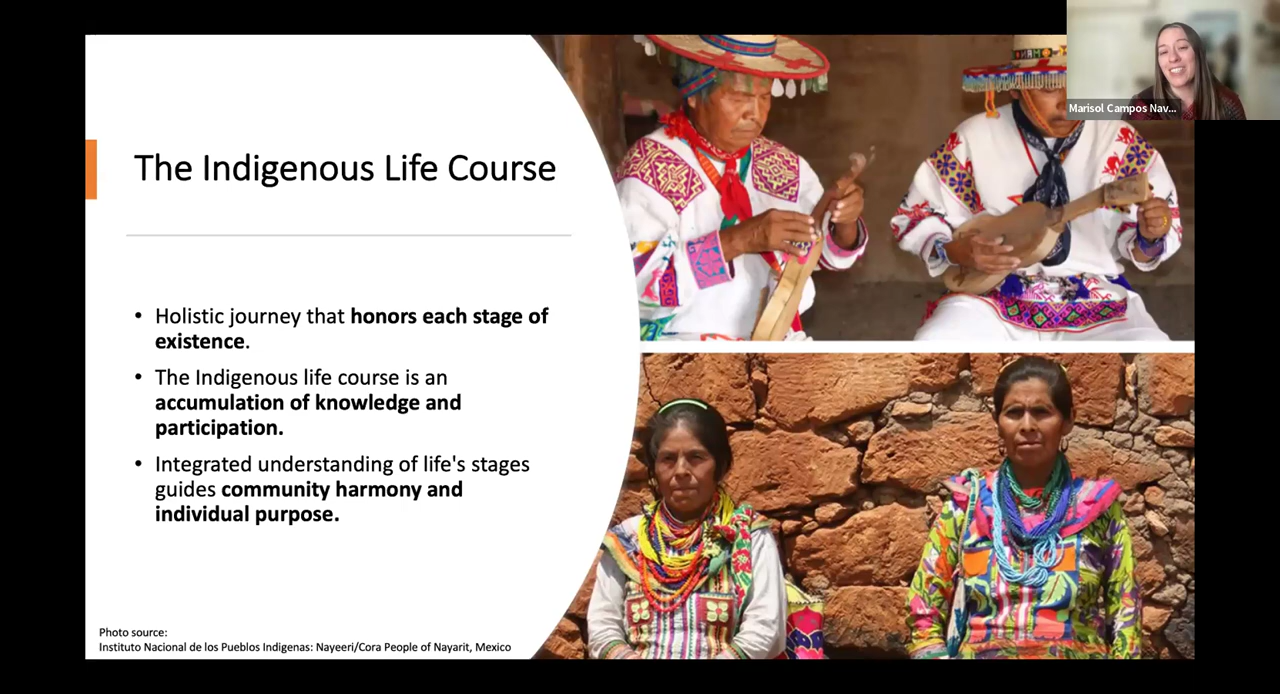 The Indigenous Life Course
• Holistic journey that honors each stage of
existence.
• The Indigenous life course is an
accumulation of knowledge and
participation.
• Integrated understanding of life's stages
guides community harmony and
individual purpose.
Photo source:
Instituto Nacional de los Pueblos Indigenas: Nayeeri/Cora People of Nayarit, Mexico
Marisol Campos Nav...